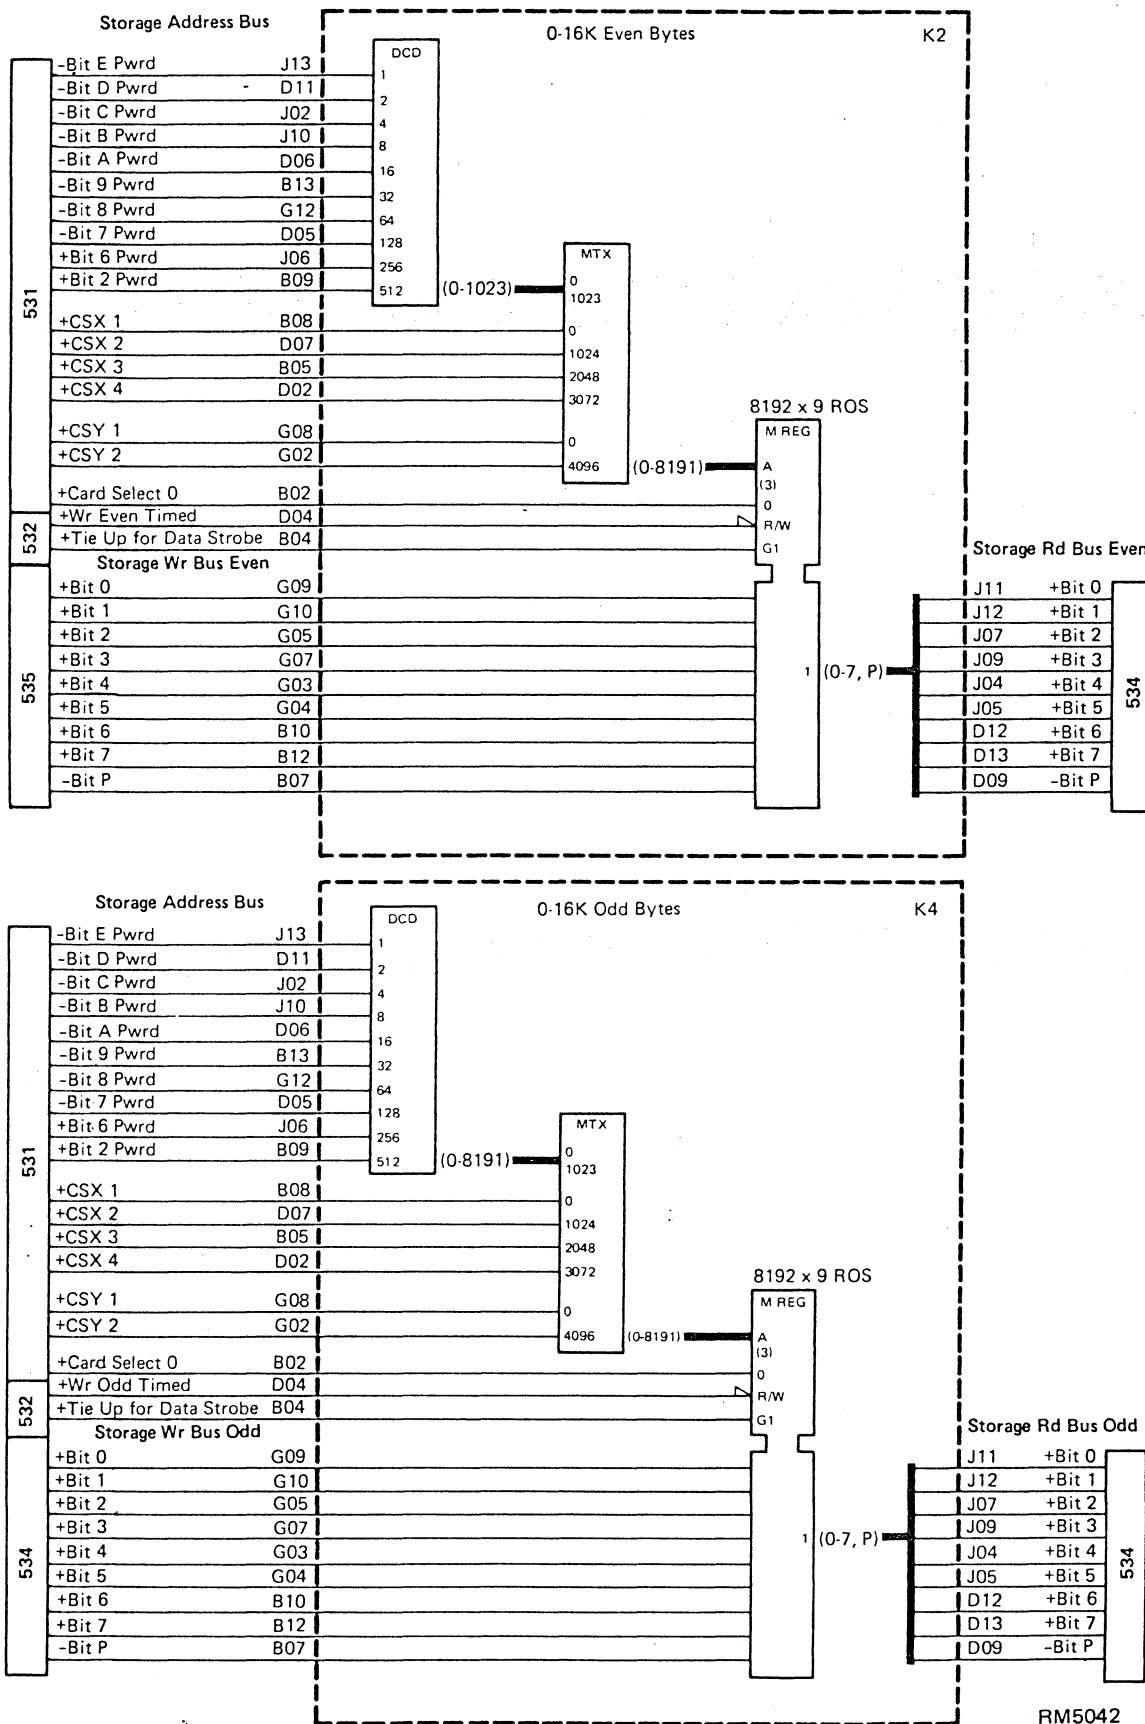 Storage Address Bus
0-16K Even Bytes
K2
DCD
-Bit E Pwrd J13 1
-Bit D Pwrd D11 2
-Bit C Pwrd J02 4
-Bit B Pwrd J10 8
-Bit A Pwrd D06 16
-Bit 9 Pwrd B13 32
-Bit 8 Pwrd G12 64
-Bit 7 Pwrd D05 128
+Bit 6 Pwrd J06 256
+Bit 2 Pwrd B09 512
(0-1023)
MTX
0
1023
531
+CSX 1 B08 0
+CSX 2 D07 1024
+CSX 3 B05 2048
+CSX 4 D02 3072
8192 x 9 ROS
M REG
+CSY 1 G08 0
+CSY 2 G02 4096
(0-8191)
A
(3)
+Card Select 0 B02 0
+Wr Even Timed D04 R/W
+Tie Up for Data Strobe B04 G1
532
Storage Wr Bus Even
Storage Rd Bus Even
+Bit 0 G09
+Bit 1 G10
+Bit 2 G05
+Bit 3 G07
+Bit 4 G03
+Bit 5 G04
+Bit 6 B10
+Bit 7 B12
-Bit P B07
535
1 (0-7, P)
J11 +Bit 0
J12 +Bit 1
J07 +Bit 2
J09 +Bit 3
J04 +Bit 4
J05 +Bit 5
D12 +Bit 6
D13 +Bit 7
D09 -Bit P
534
Storage Address Bus
0-16K Odd Bytes
K4
DCD
-Bit E Pwrd J13 1
-Bit D Pwrd D11 2
-Bit C Pwrd J02 4
-Bit B Pwrd J10 8
-Bit A Pwrd D06 16
-Bit 9 Pwrd B13 32
-Bit 8 Pwrd G12 64
-Bit 7 Pwrd D05 128
+Bit 6 Pwrd J06 256
+Bit 2 Pwrd B09 512
(0-8191)
MTX
0
1023
531
+CSX 1 B08 0
+CSX 2 D07 1024
+CSX 3 B05 2048
+CSX 4 D02 3072
8192 x 9 ROS
M REG
+CSY 1 G08 0
+CSY 2 G02 4096
(0-8191)
A
(3)
+Card Select 0 B02 0
+Wr Odd Timed D04 R/W
+Tie Up for Data Strobe B04 G1
532
Storage Wr Bus Odd
Storage Rd Bus Odd
+Bit 0 G09
+Bit 1 G10
+Bit 2 G05
+Bit 3 G07
+Bit 4 G03
+Bit 5 G04
+Bit 6 B10
+Bit 7 B12
-Bit P B07
534
1 (0-7, P)
J11 +Bit 0
J12 +Bit 1
J07 +Bit 2
J09 +Bit 3
J04 +Bit 4
J05 +Bit 5
D12 +Bit 6
D13 +Bit 7
D09 -Bit P
534
RM5042